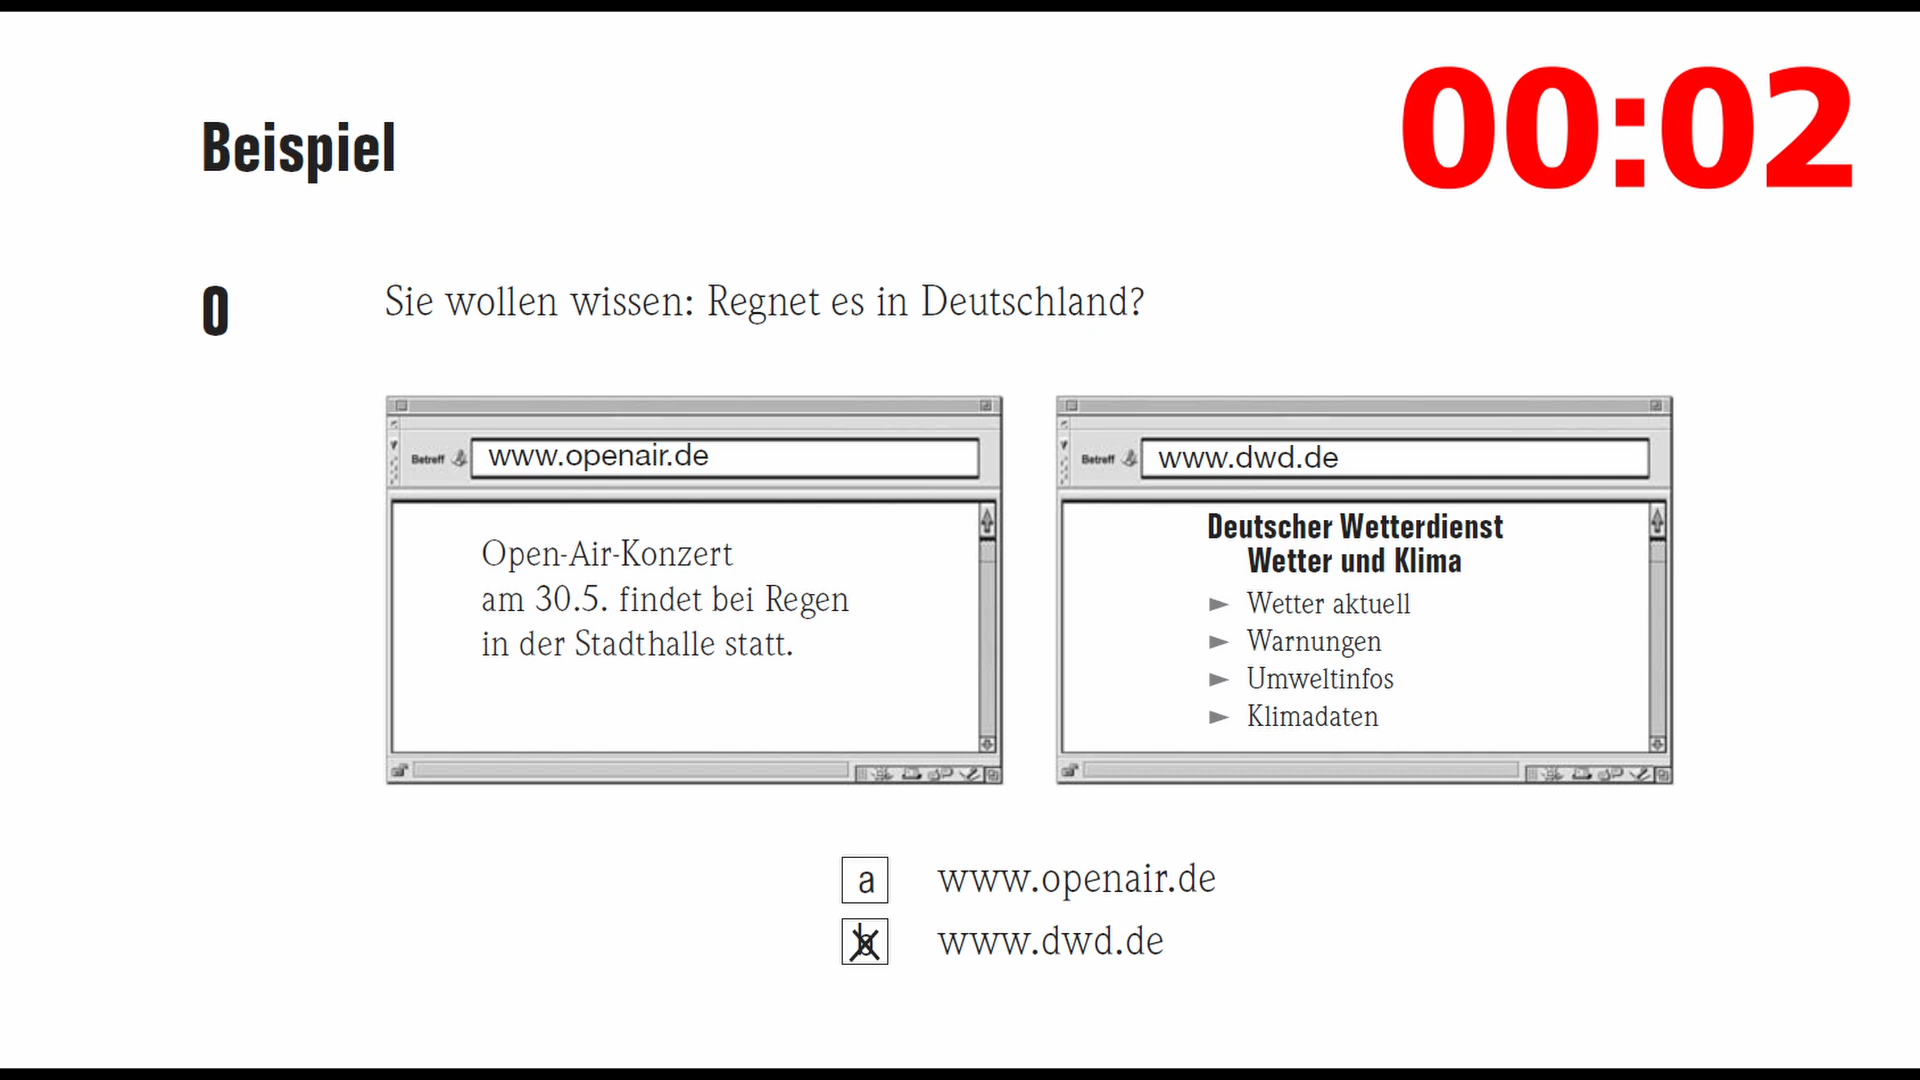 00:02
Beispiel
0
Sie wollen wissen: Regnet es in Deutschland?
Betreff
www.openair.de
Open-Air-Konzert
am 30.5. findet bei Regen
in der Stadthalle statt.
Betreff
www.dwd.de
Deutscher Wetterdienst
Wetter und Klima
► Wetter aktuell
► Warnungen
► Umweltinfos
► Klimadaten
a www.openair.de
b www.dwd.de